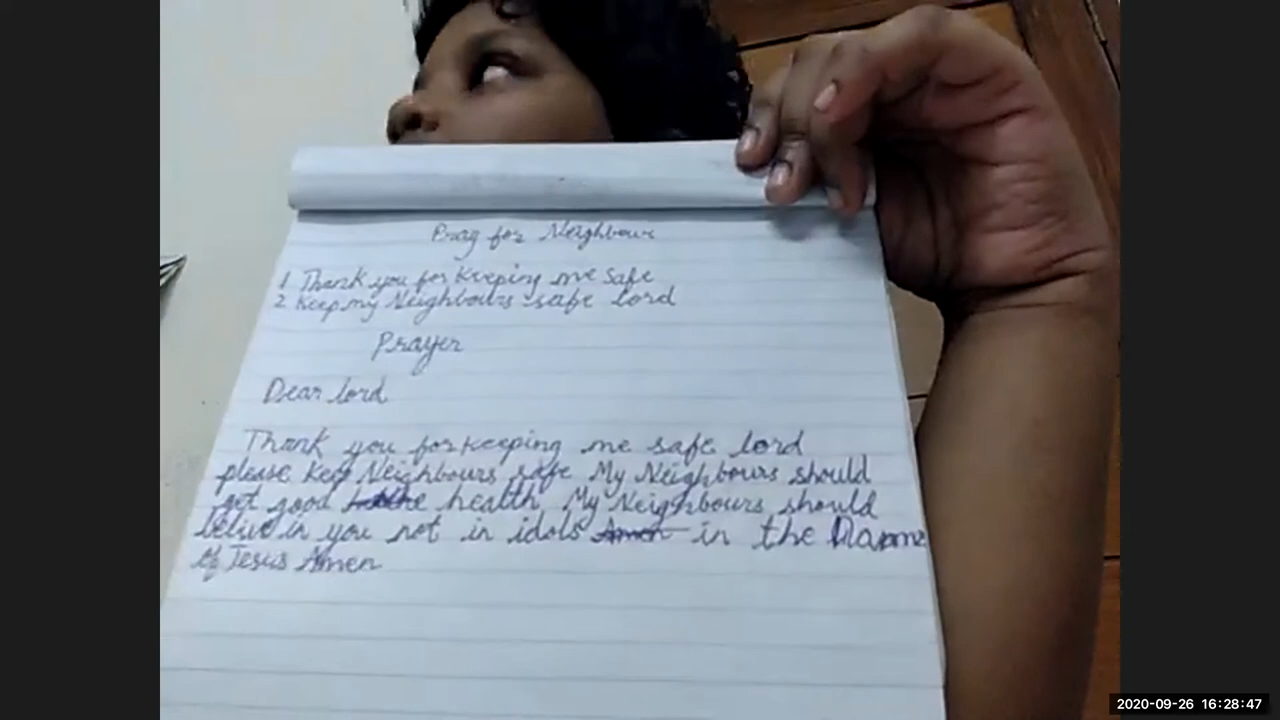 Pray for Neighbour
1 Thank you for keeping me safe
2 Keep my Neighbours safe lord
Prayer
Dear lord
Thank you for keeping me safe lord
please keep Neighbours safe My Neighbours should
get good health My Neighbours should
belive in you not in idols Amen in the Name
of Jesus Amen
2020-09-26 16:28:47